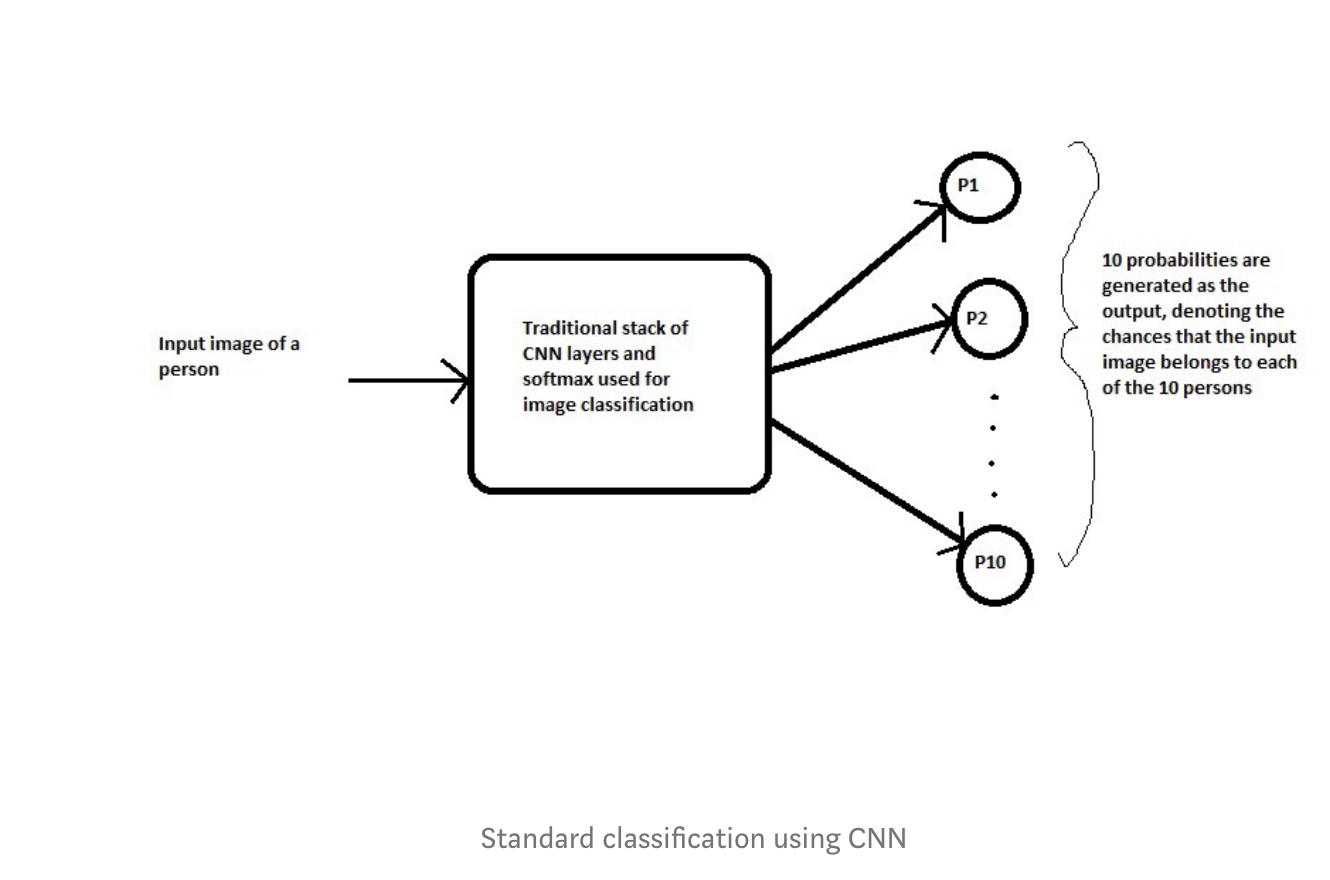 Input image of a
person
Traditional stack of
CNN layers and
softmax used for
image classification
P1
P2
P10
10 probabilities are
generated as the
output, denoting the
chances that the input
image belongs to each
of the 10 persons
Standard classification using CNN